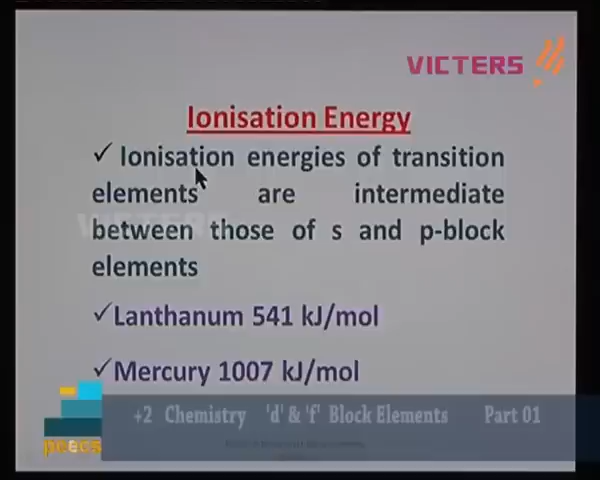 VICTERS
Ionisation Energy
✓ Ionisation energies of transition
elements are intermediate
between those of s and p-block
elements
✓Lanthanum 541 kJ/mol
✓Mercury 1007 kJ/mol
+2 Chemistry 'd' & 'f' Block Elements Part 01